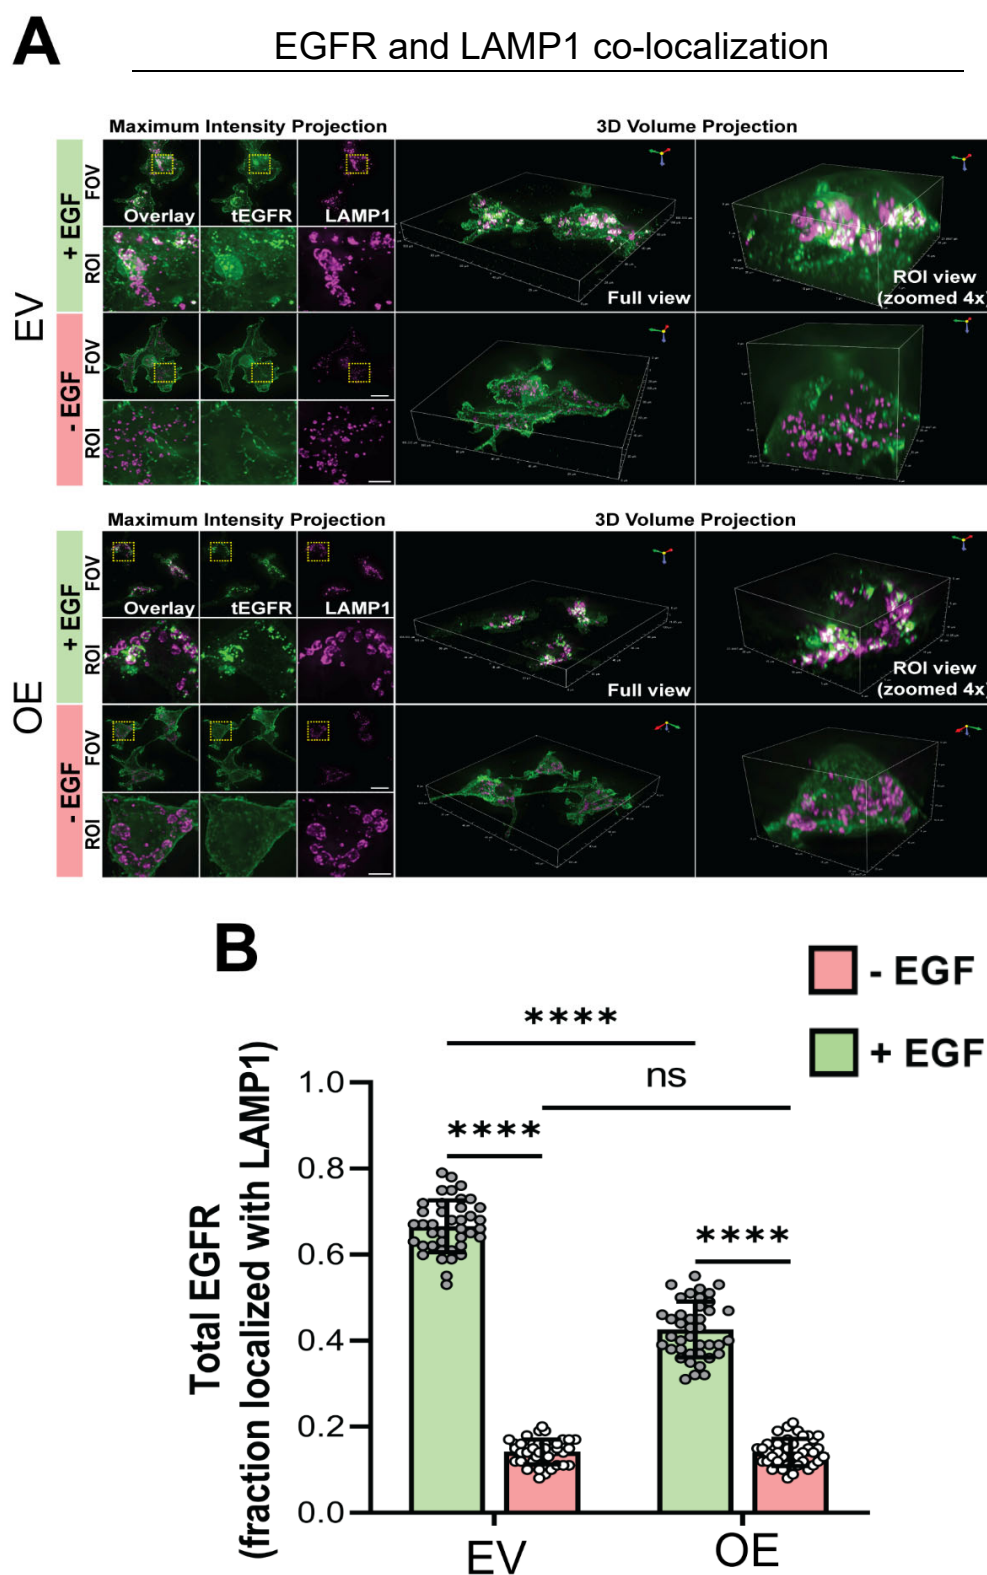 A
EGFR and LAMP1 co-localization
Maximum Intensity Projection
3D Volume Projection
EV
+ EGF
FOV
Overlay
tEGFR
LAMP1
ROI
Full view
ROI view
(zoomed 4x)
- EGF
FOV
ROI
Maximum Intensity Projection
3D Volume Projection
OE
+ EGF
FOV
Overlay
tEGFR
LAMP1
ROI
Full view
ROI view
(zoomed 4x)
- EGF
FOV
ROI
B
- EGF
+ EGF
****
ns
****
****
Total EGFR
(fraction localized with LAMP1)
1.0
0.8
0.6
0.4
0.2
0.0
EV
OE